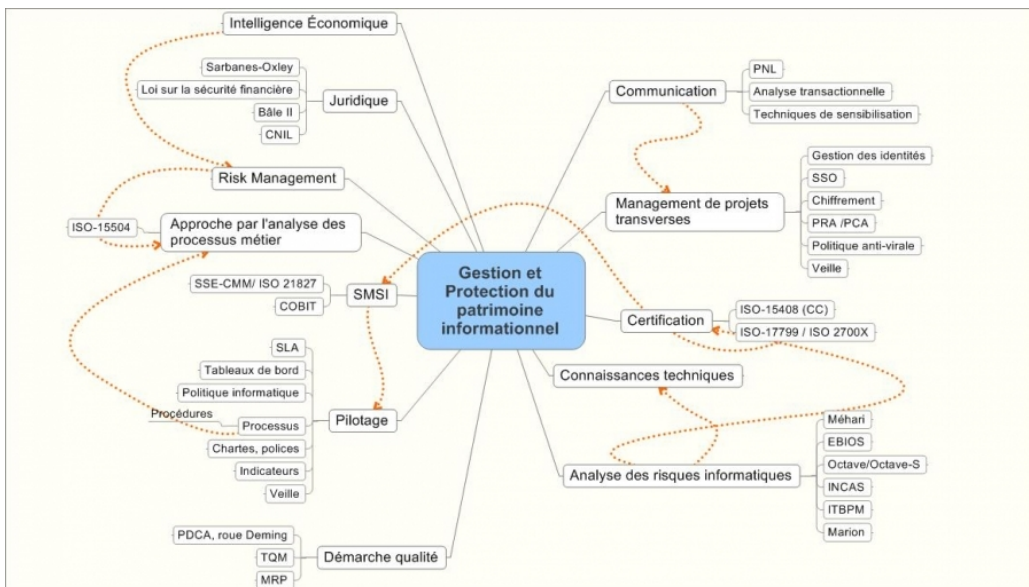 Intelligence Économique
Sarbanes-Oxley
Loi sur la sécurité financière
Bâle II
CNIL
Juridique
Risk Management
ISO-15504
Approche par l'analyse des
processus métier
SSE-CMM/ ISO 21827
COBIT
SMSI
SLA
Tableaux de bord
Politique informatique
Procédures
Processus
Chartes, polices
Indicateurs
Veille
Pilotage
PDCA, roue Deming
TQM
MRP
Démarche qualité
Gestion et
Protection du
patrimoine
informationnel
Communication
PNL
Analyse transactionnelle
Techniques de sensibilisation
Management de projets
transverses
Gestion des identités
SSO
Chiffrement
PRA /PCA
Politique anti-virale
Veille
Certification
ISO-15408 (CC)
ISO-17799 / ISO 2700X
Connaissances techniques
Analyse des risques informatiques
Méhari
EBIOS
Octave/Octave-S
INCAS
ITBPM
Marion